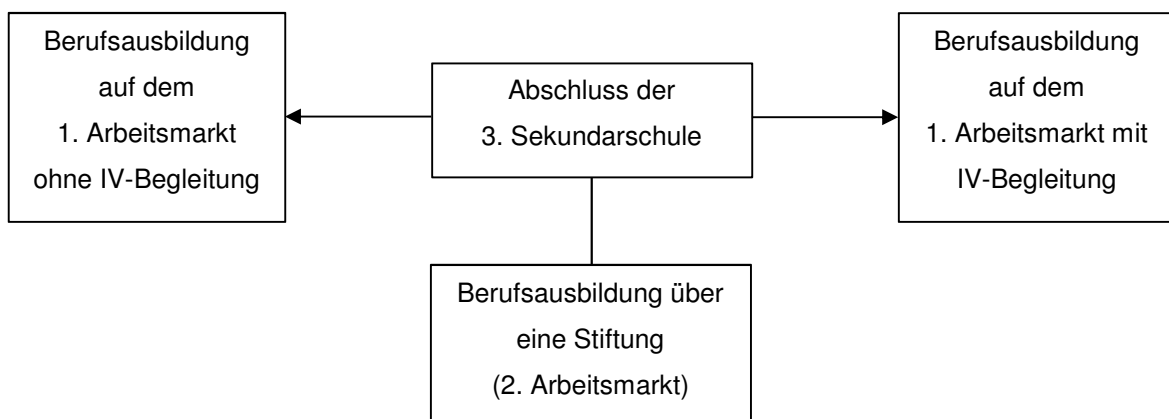 Berufsausbildung
auf dem
1. Arbeitsmarkt
ohne IV-Begleitung
Abschluss der
3. Sekundarschule
Berufsausbildung
auf dem
1. Arbeitsmarkt mit
IV-Begleitung
Berufsausbildung über
eine Stiftung
(2. Arbeitsmarkt)